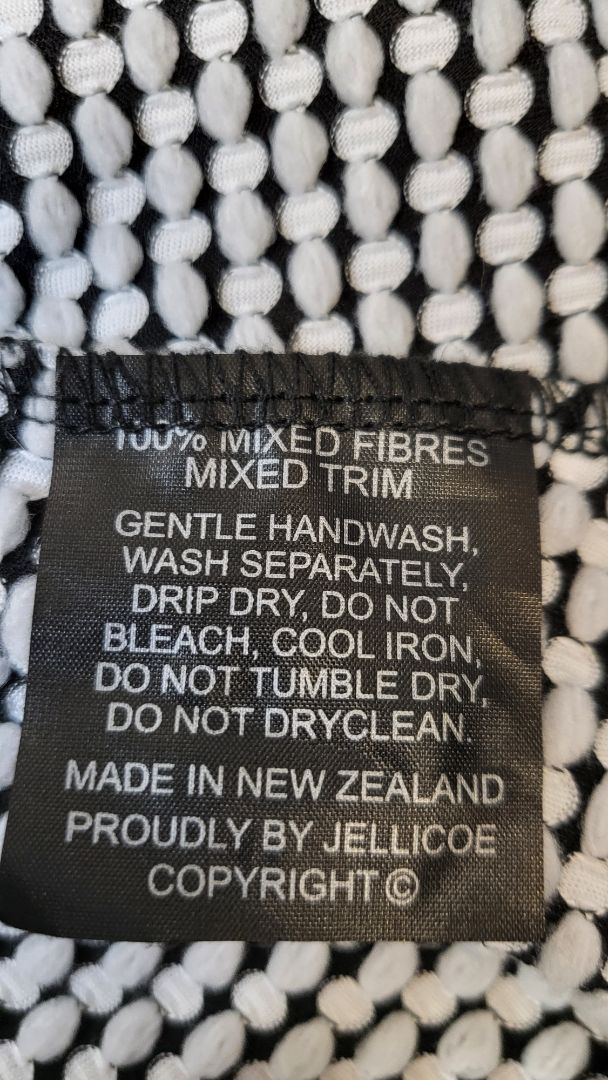 100% MIXED FIBRES
MIXED TRIM
GENTLE HANDWASH,
WASH SEPARATELY,
DRIP DRY, DO NOT
BLEACH, COOL IRON,
DO NOT TUMBLE DRY,
DO NOT DRYCLEAN.
MADE IN NEW ZEALAND
PROUDLY BY JELLICOE
COPYRIGHT ©